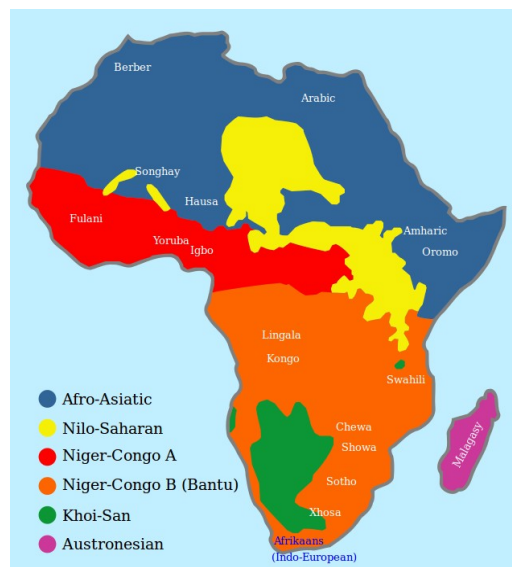 Berber
Arabic
Songhay
Hausa
Fulani
Yoruba
Igbo
Amharic
Oromo
Lingala
Kongo
Swahili
Chewa
Showa
Sotho
Xhosa
Malagasy
Afrikaans
(Indo-European)
Afro-Asiatic
Nilo-Saharan
Niger-Congo A
Niger-Congo B (Bantu)
Khoi-San
Austronesian